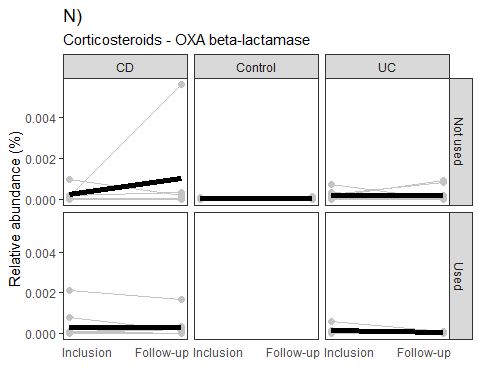 N)
Corticosteroids - OXA beta-lactamase
CD Control UC
Relative abundance (%)
0.004
0.002
0.000
Not used
0.004
0.002
0.000
Used
Inclusion Follow-up Inclusion Follow-up Inclusion Follow-up